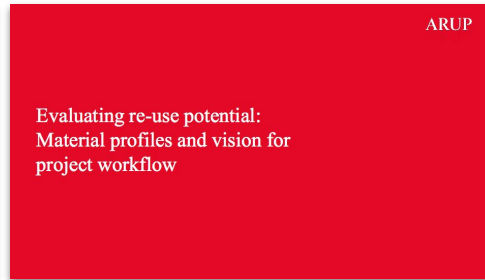 ARUP
Evaluating re-use potential:
Material profiles and vision for
project workflow